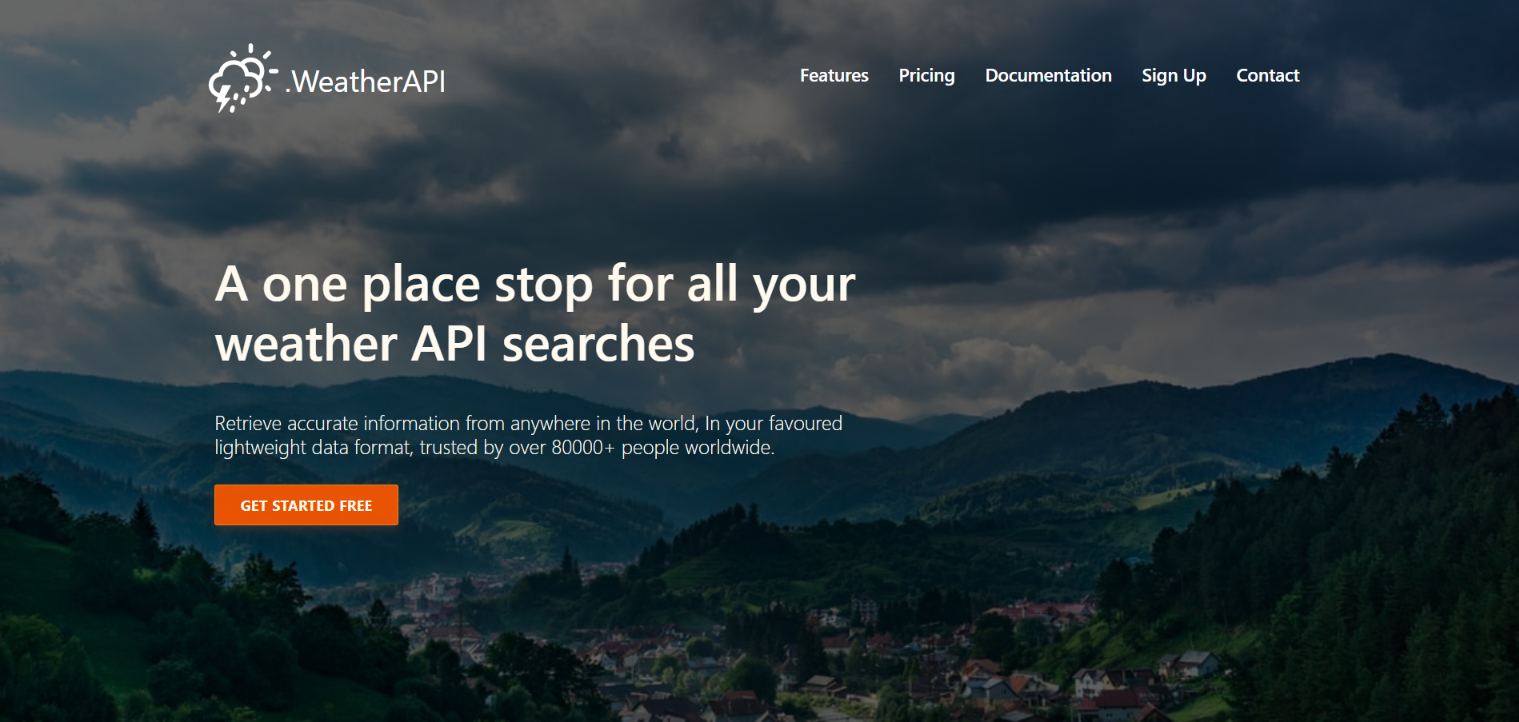 .WeatherAPI
Features Pricing Documentation Sign Up Contact
A one place stop for all your
weather API searches
Retrieve accurate information from anywhere in the world, In your favoured
lightweight data format, trusted by over 80000+ people worldwide.
GET STARTED FREE